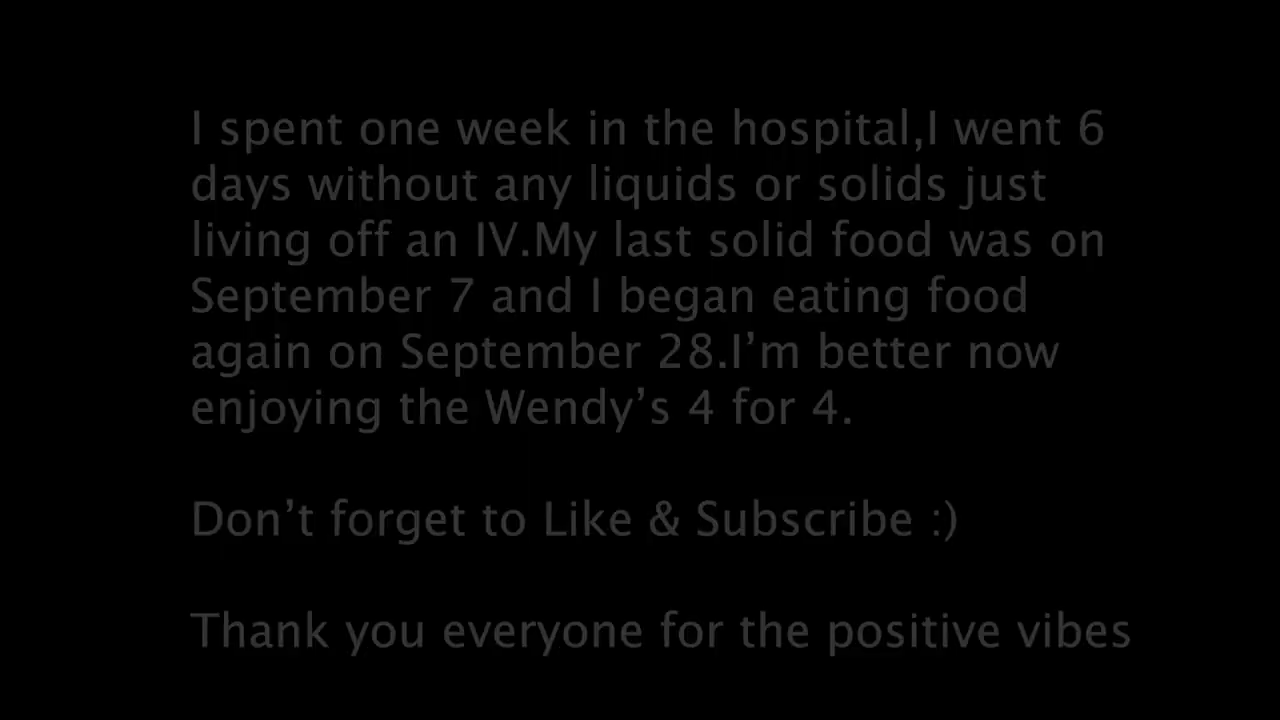 I spent one week in the hospital,I went 6
days without any liquids or solids just
living off an IV.My last solid food was on
September 7 and I began eating food
again on September 28.I’m better now
enjoying the Wendy’s 4 for 4.
Don’t forget to Like & Subscribe :)
Thank you everyone for the positive vibes